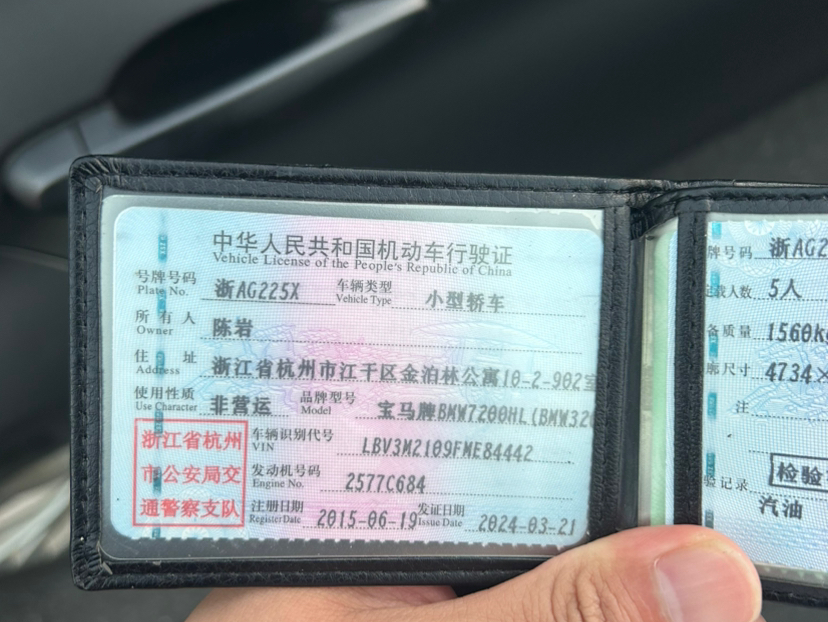 中华人民共和国机动车行驶证
Vehicle License of the People's Republic of China
号牌号码 浙AG225X 车辆类型 小型轿车
Plate No. Vehicle Type
所有人 陈岩
Owner
住址 浙江省杭州市江干区金泊林公寓10-2-902室
Address
使用性质 非营运 品牌型号 宝马牌BMW7200HL(BMW320
Use Character Model
浙江省杭州
市公安局交
通警察支队
车辆识别代号 LBV3M2109FME84442
VIN
发动机号码 2577C684
Engine No.
注册日期 2015-06-19 发证日期 2024-03-21
Register Date Issue Date
牌号码 浙AG2
载人数 5人
备质量 1560kg
廓尺寸 4734×
注
验记录 检验
汽油